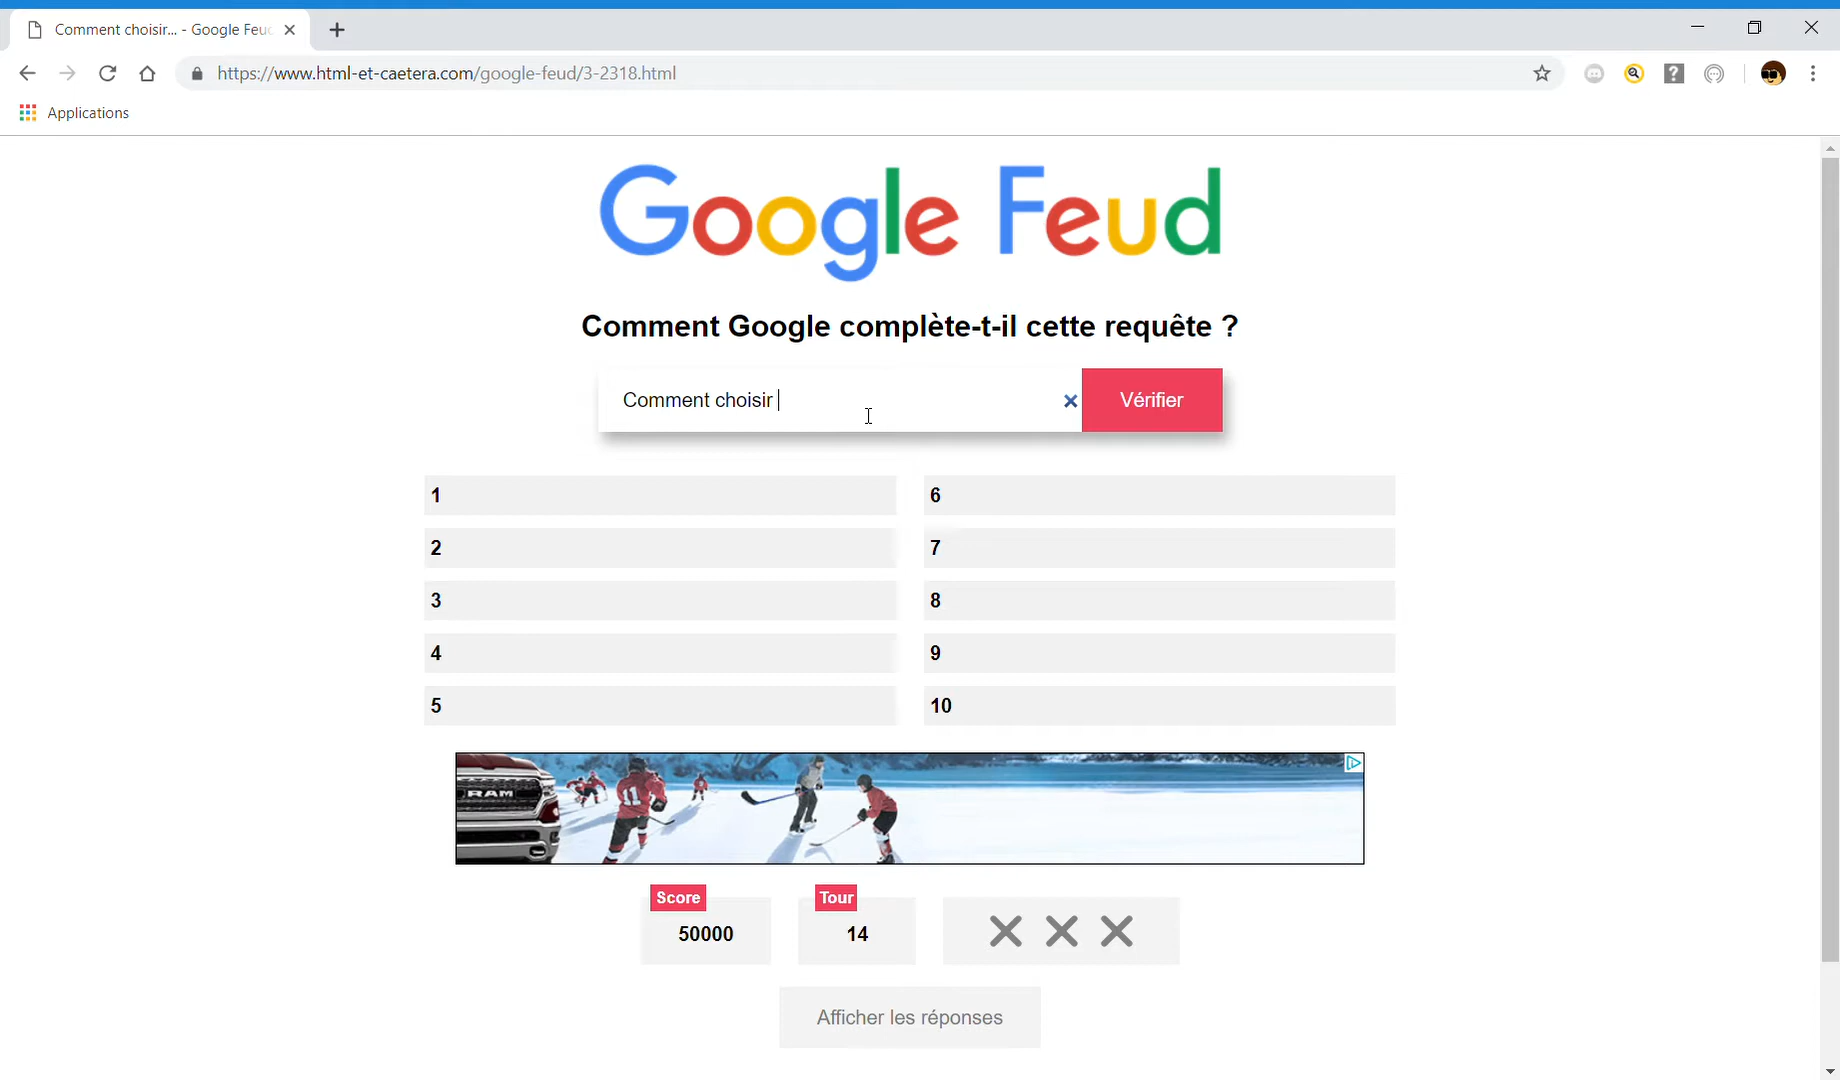 Comment choisir... - Google Feud
https://www.html-et-caetera.com/google-feud/3-2318.html
Applications
Google Feud
Comment Google complète-t-il cette requête ?
Comment choisir
Vérifier
1
2
3
4
5
6
7
8
9
10
RAM
11
Score
50000
Tour
14
Afficher les réponses